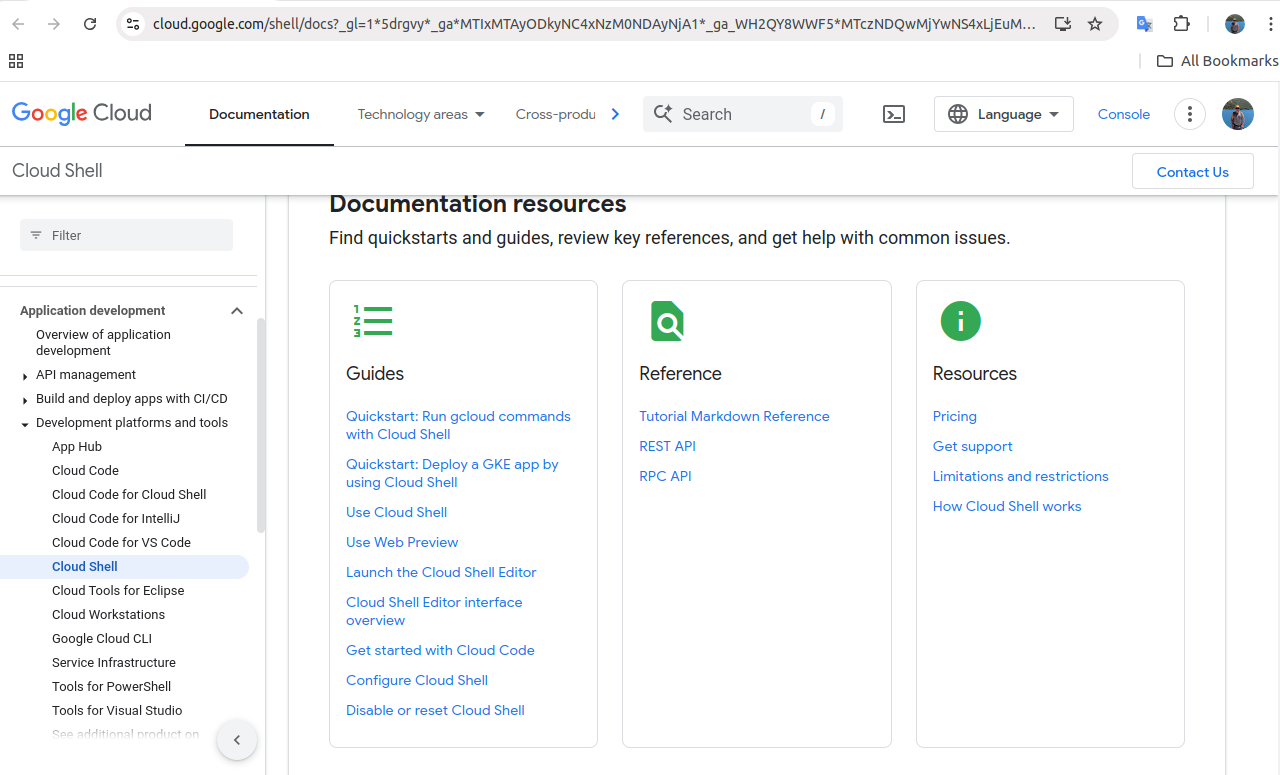 cloud.google.com/shell/docs?_gl=1*5drgvy*_ga*MTIxMTAyODkyNC4xNzM0NDAyNjA1*_ga_WH2QY8WWF5*MTczNDQwMjYwNS4xLjEuM...
All Bookmarks
Google Cloud
Documentation
Technology areas
Cross-produ
Search
/
Language
Console
Cloud Shell
Contact Us
Filter
Application development
Overview of application
development
API management
Build and deploy apps with CI/CD
Development platforms and tools
App Hub
Cloud Code
Cloud Code for Cloud Shell
Cloud Code for IntelliJ
Cloud Code for VS Code
Cloud Shell
Cloud Tools for Eclipse
Cloud Workstations
Google Cloud CLI
Service Infrastructure
Tools for PowerShell
Tools for Visual Studio
See additional product on
Documentation resources
Find quickstarts and guides, review key references, and get help with common issues.
1
2
3
Guides
Quickstart: Run gcloud commands
with Cloud Shell
Quickstart: Deploy a GKE app by
using Cloud Shell
Use Cloud Shell
Use Web Preview
Launch the Cloud Shell Editor
Cloud Shell Editor interface
overview
Get started with Cloud Code
Configure Cloud Shell
Disable or reset Cloud Shell
Reference
Tutorial Markdown Reference
REST API
RPC API
Resources
Pricing
Get support
Limitations and restrictions
How Cloud Shell works